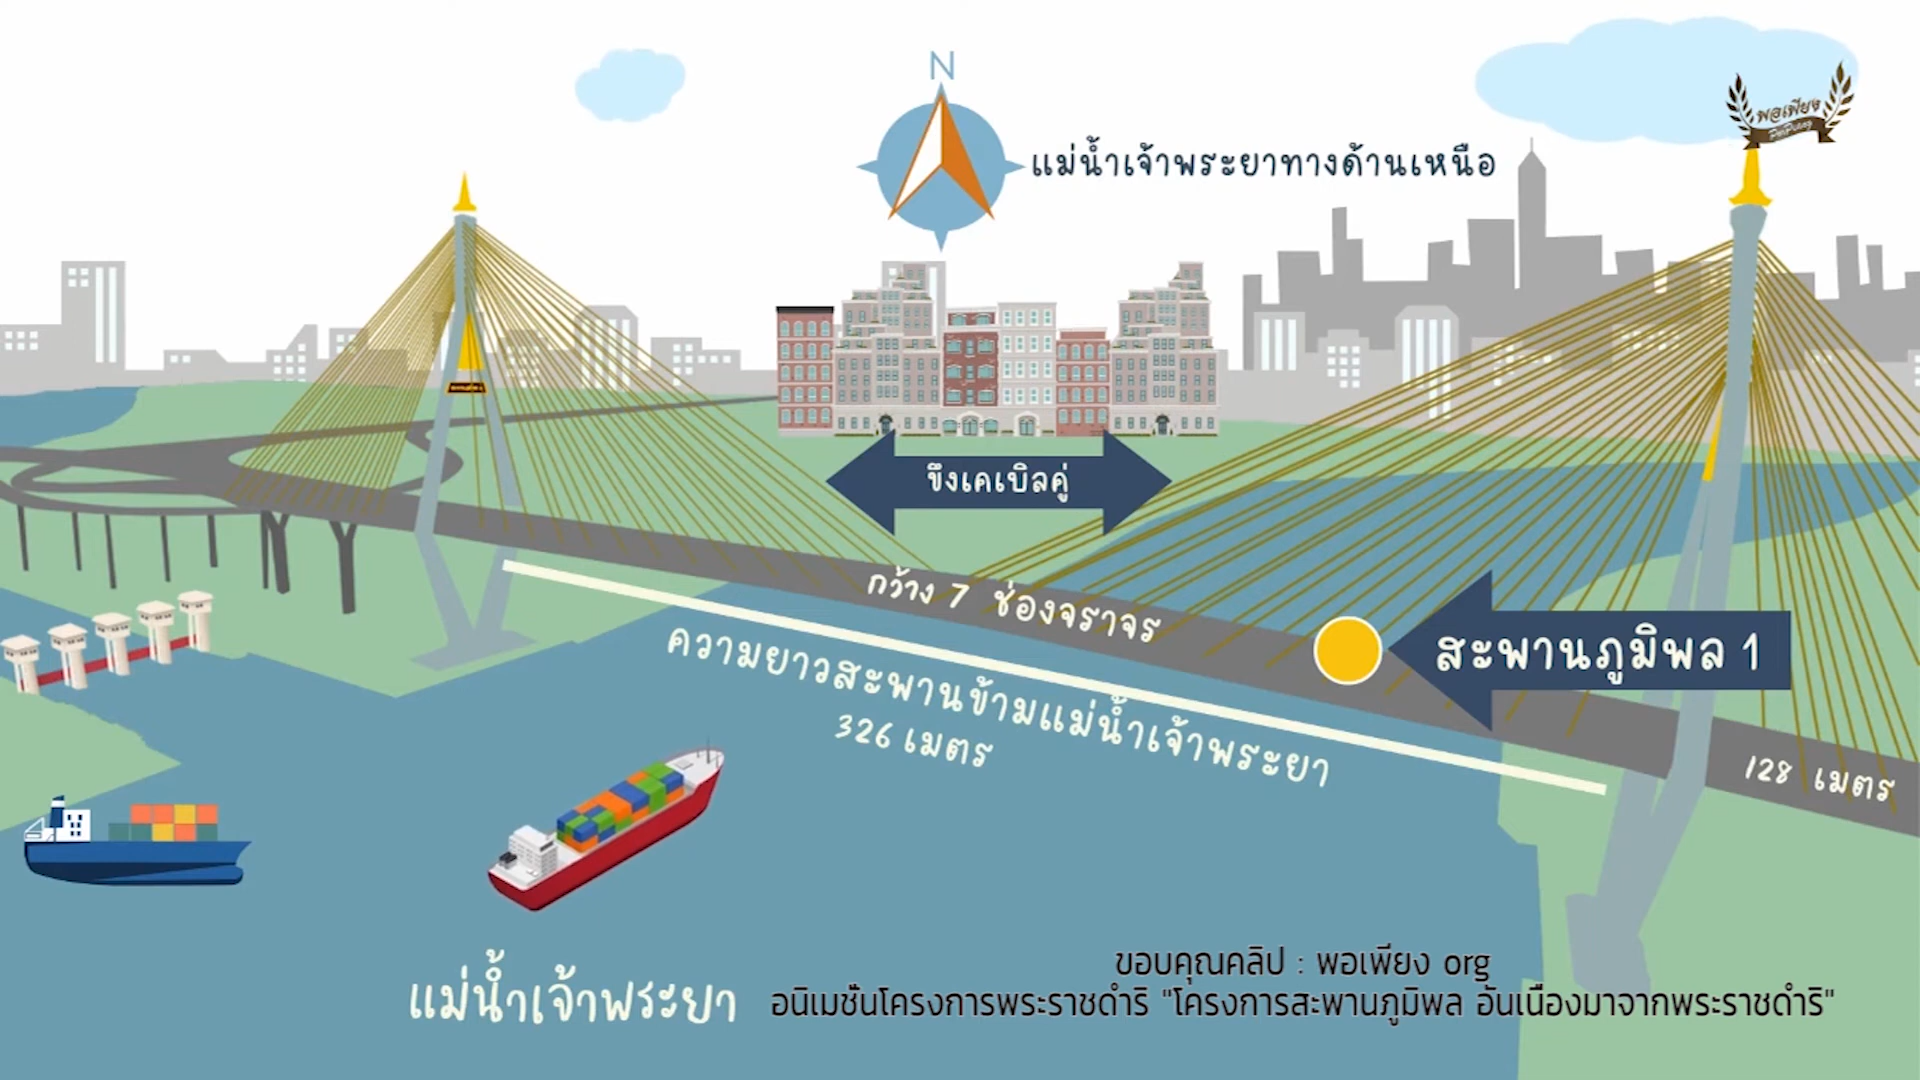 N
พอเพียง
PorPiang
แม่น้ำเจ้าพระยาทางด้านเหนือ
ขึงเคเบิลคู่
กว้าง 7 ช่องจราจร
สะพานภูมิพล 1
ความยาวสะพานข้ามแม่น้ำเจ้าพระยา
326 เมตร
128 เมตร
แม่น้ำเจ้าพระยา
ขอบคุณคลิป : พอเพียง org
อนิเมชั่นโครงการพระราชดำริ "โครงการสะพานภูมิพล อันเนื่องมาจากพระราชดำริ"